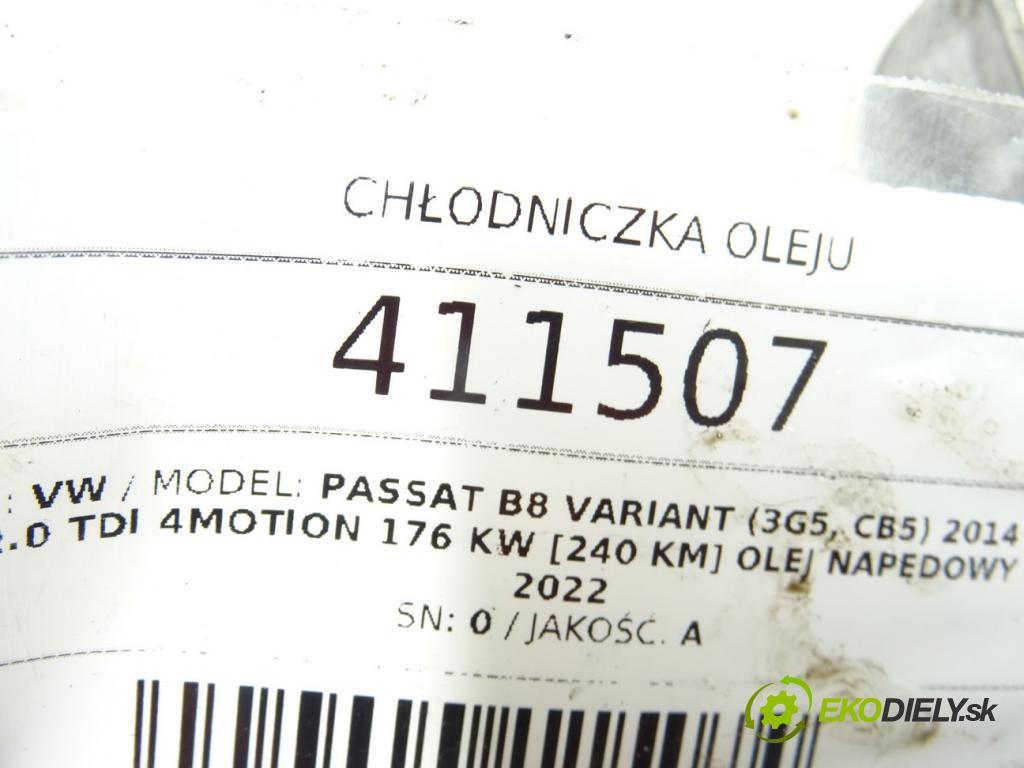 CHŁODNICZKA OLEJU
411507
: VW / MODEL: PASSAT B8 VARIANT (3G5, CB5) 2014
2.0 TDI 4MOTION 176 KW [240 KM] OLEJ NAPĘDOWY
2022
SN: 0 / JAKOŚĆ. A
EKODIELY.sk